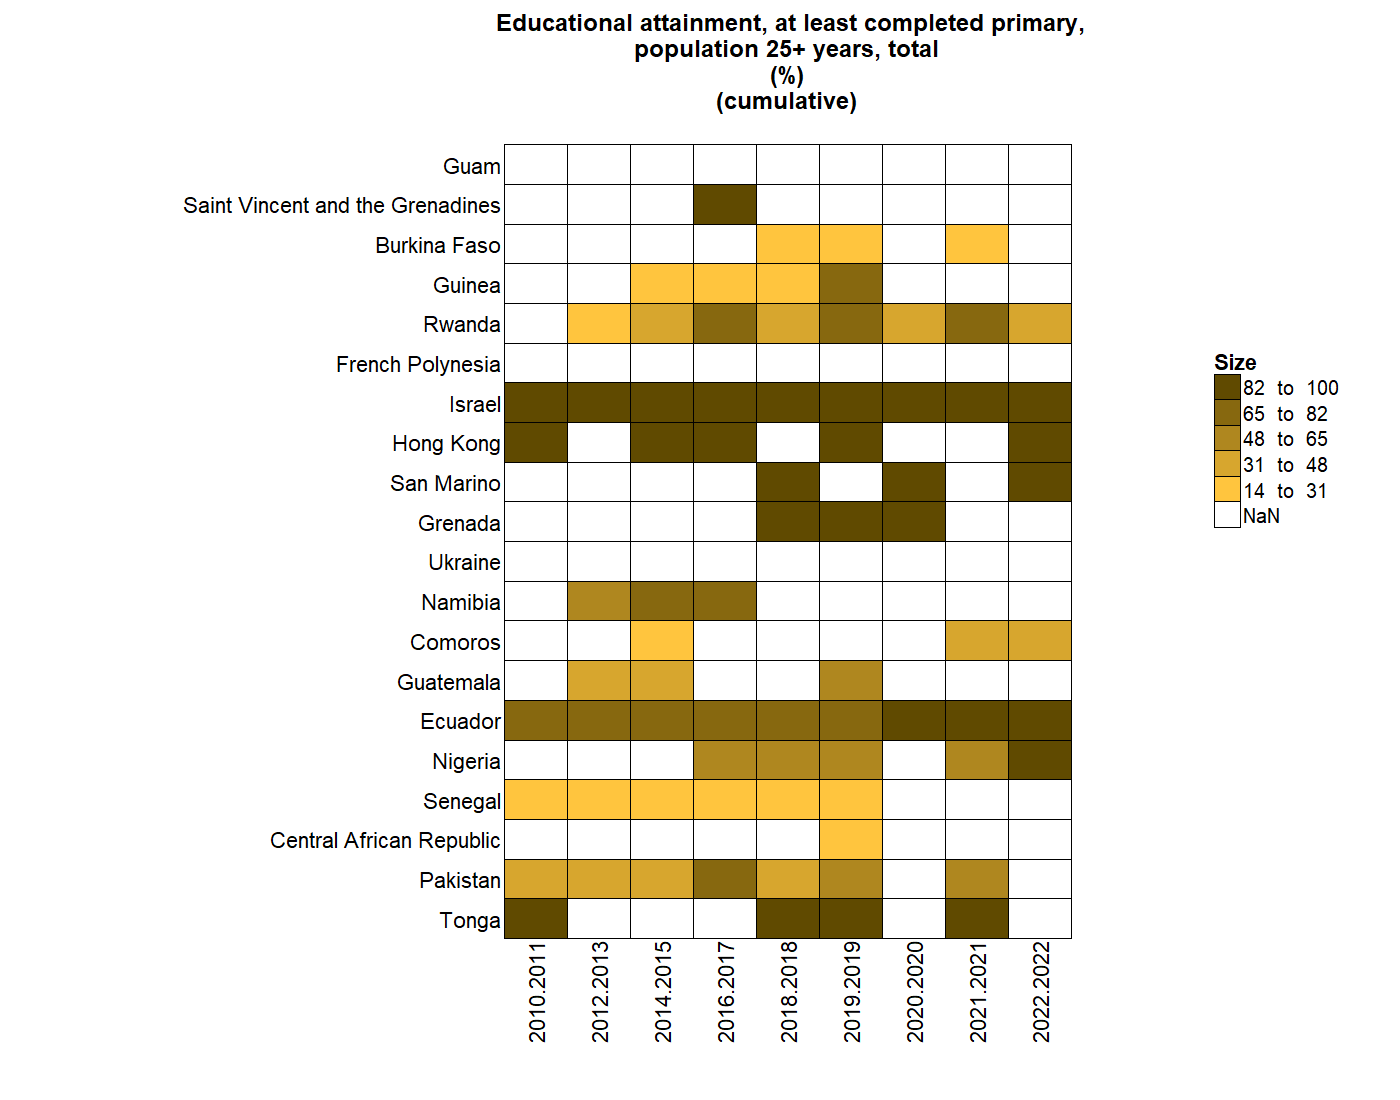 Educational attainment, at least completed primary,
population 25+ years, total
(%)
(cumulative)
Guam
Saint Vincent and the Grenadines
Burkina Faso
Guinea
Rwanda
French Polynesia
Israel
Hong Kong
San Marino
Grenada
Ukraine
Namibia
Comoros
Guatemala
Ecuador
Nigeria
Senegal
Central African Republic
Pakistan
Tonga
2010.2011
2012.2013
2014.2015
2016.2017
2018.2018
2019.2019
2020.2020
2021.2021
2022.2022
Size
82 to 100
65 to 82
48 to 65
31 to 48
14 to 31
NaN